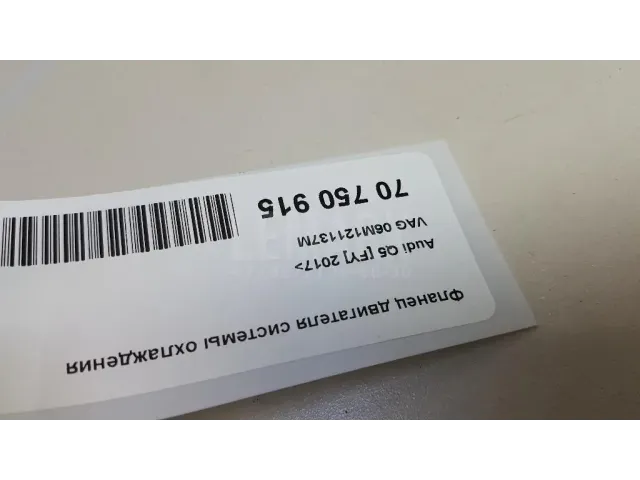 Фланец двигателя системы охлаждения
Audi Q5 [FY] 2017>
VAG 06M121137M
70 750 915